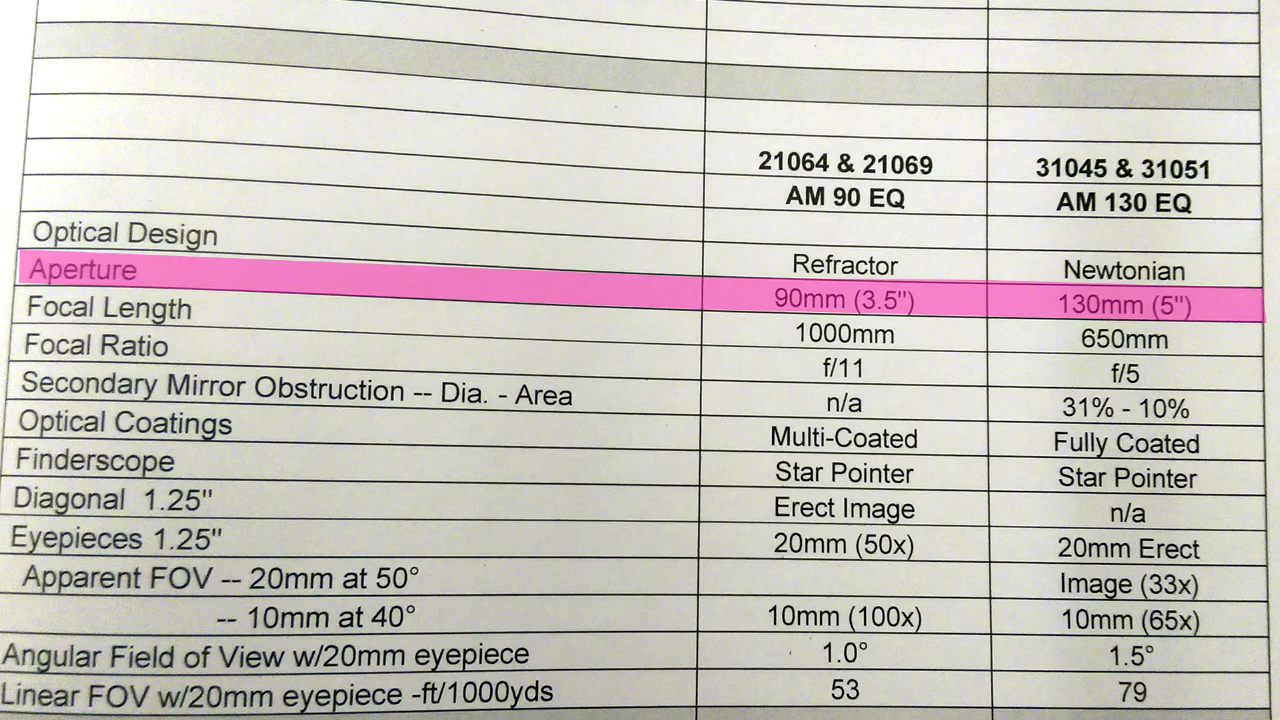 21064 & 21069 31045 & 31051
AM 90 EQ AM 130 EQ
Optical Design Refractor Newtonian
Aperture 90mm (3.5") 130mm (5")
Focal Length 1000mm 650mm
Focal Ratio f/11 f/5
Secondary Mirror Obstruction -- Dia. - Area n/a 31% - 10%
Optical Coatings Multi-Coated Fully Coated
Finderscope Star Pointer Star Pointer
Diagonal 1.25" Erect Image n/a
Eyepieces 1.25" 20mm (50x) 20mm Erect
Apparent FOV -- 20mm at 50° Image (33x)
-- 10mm at 40° 10mm (100x) 10mm (65x)
Angular Field of View w/20mm eyepiece 1.0° 1.5°
Linear FOV w/20mm eyepiece -ft/1000yds 53 79